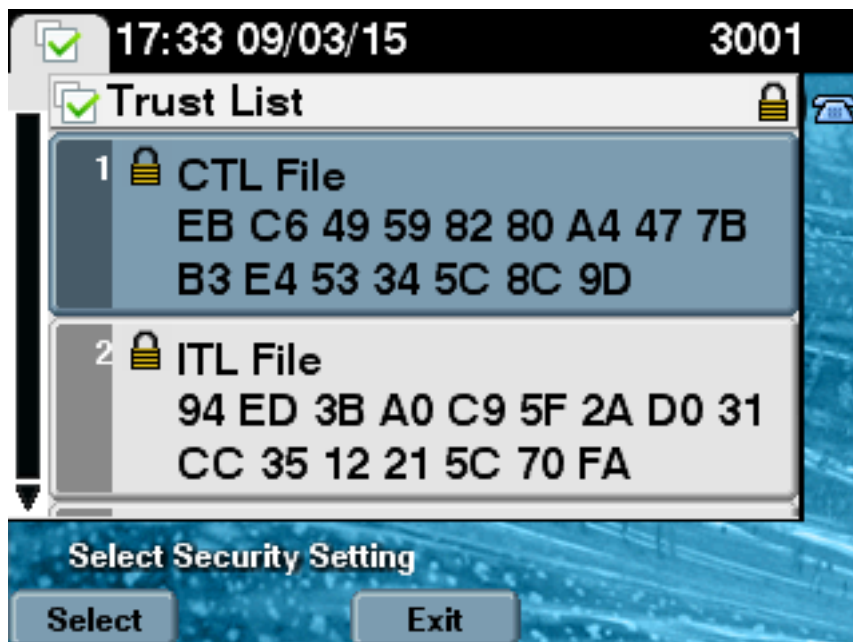 17:33 09/03/15 3001
Trust List
1 CTL File
EB C6 49 59 82 80 A4 47 7B
B3 E4 53 34 5C 8C 9D
2 ITL File
94 ED 3B A0 C9 5F 2A D0 31
CC 35 12 21 5C 70 FA
Select Security Setting
Select Exit